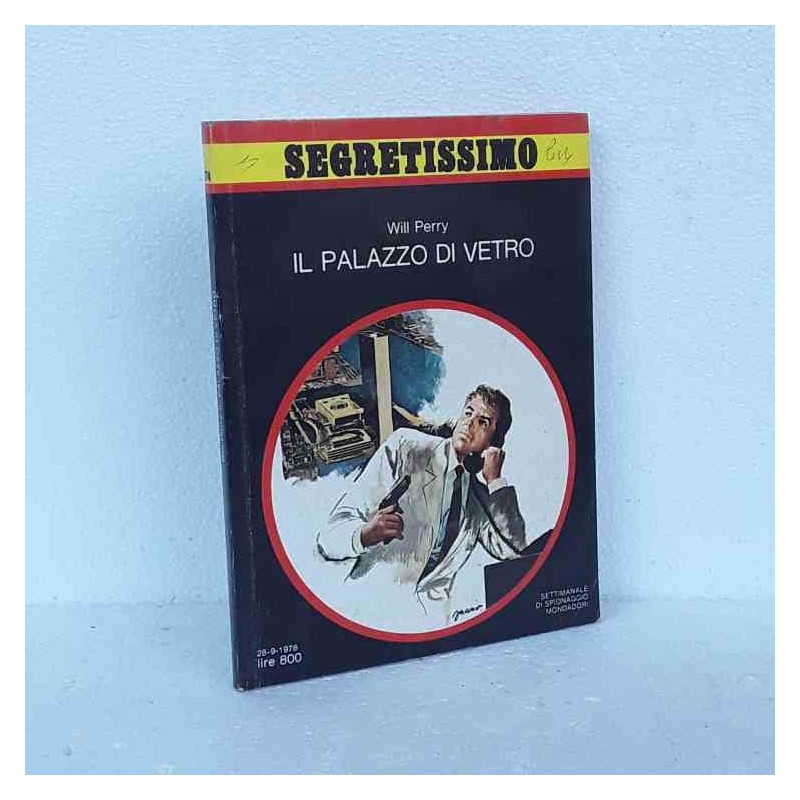 SEGRETISSIMO
Will Perry
IL PALAZZO DI VETRO
SETTIMANALE
DI SPIONAGGIO
MONDADORI
28-9-1978
lire 800